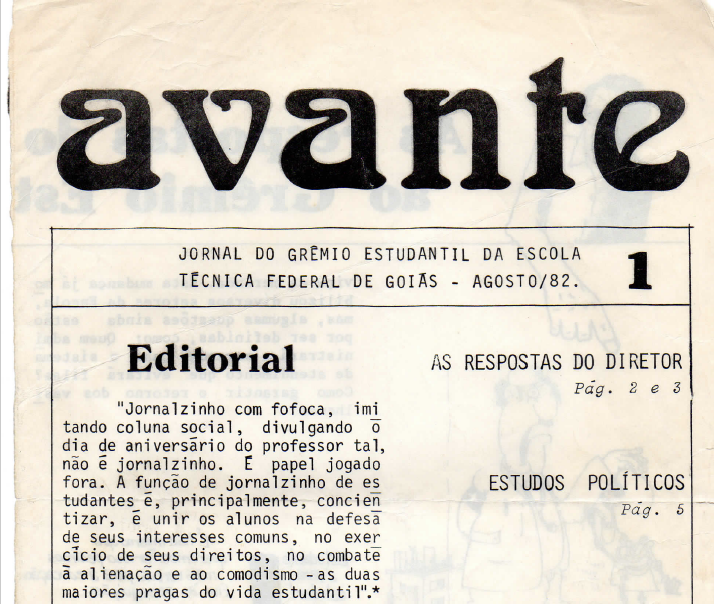 avante
JORNAL DO GRÊMIO ESTUDANTIL DA ESCOLA
TÉCNICA FEDERAL DE GOIÁS - AGOSTO/82.
1
Editorial
"Jornalzinho com fofoca, imi
tando coluna social, divulgando o
dia de aniversário do professor tal,
não é jornalzinho. É papel jogado
fora. A função de jornalzinho de es
tudantes é, principalmente, concien
tizar, é unir os alunos na defesa
de seus interesses comuns, no exer
cício de seus direitos, no combate
à alienação e ao comodismo - as duas
maiores pragas do vida estudantil".*
AS RESPOSTAS DO DIRETOR
Pág. 2 e 3
ESTUDOS POLÍTICOS
Pág. 5